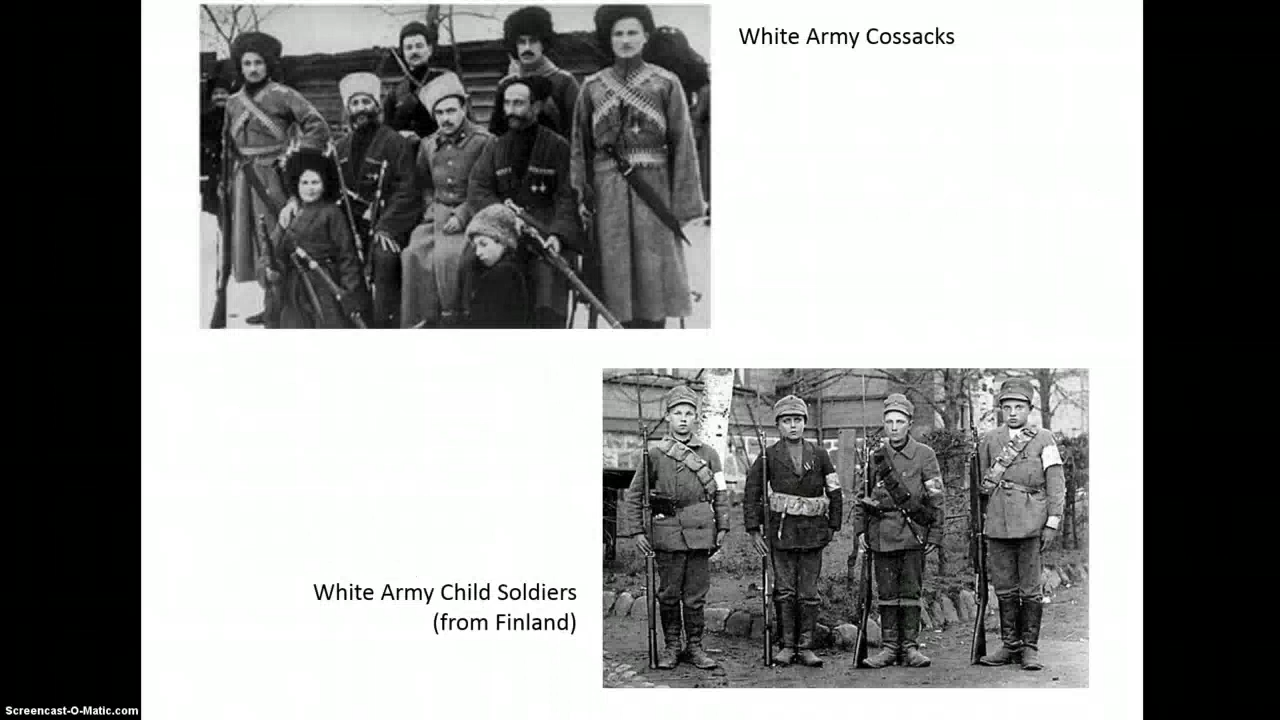 White Army Cossacks
White Army Child Soldiers
(from Finland)
Screencast-O-Matic.com